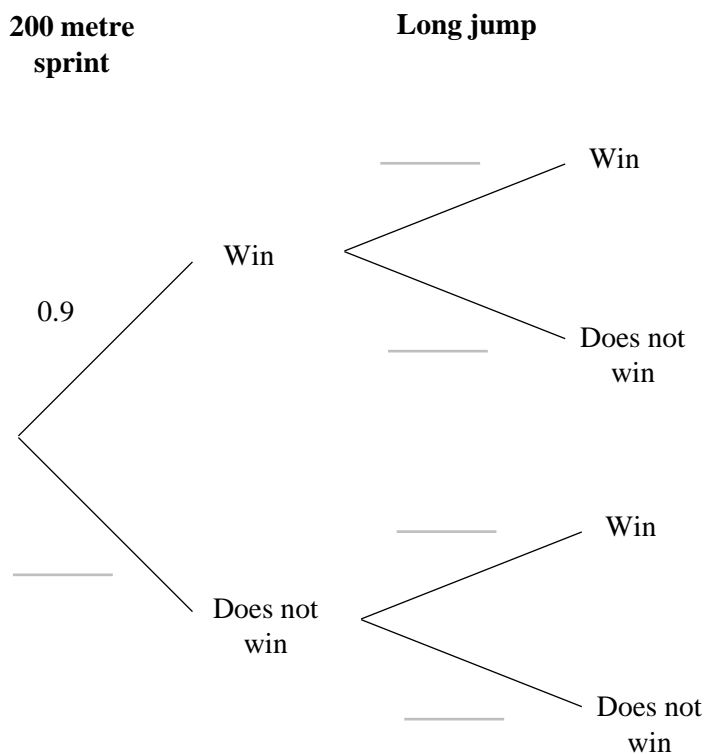 200 metre
sprint
Long jump
Win
Win
0.9
Does not
win
Win
Does not
win
Does not
win